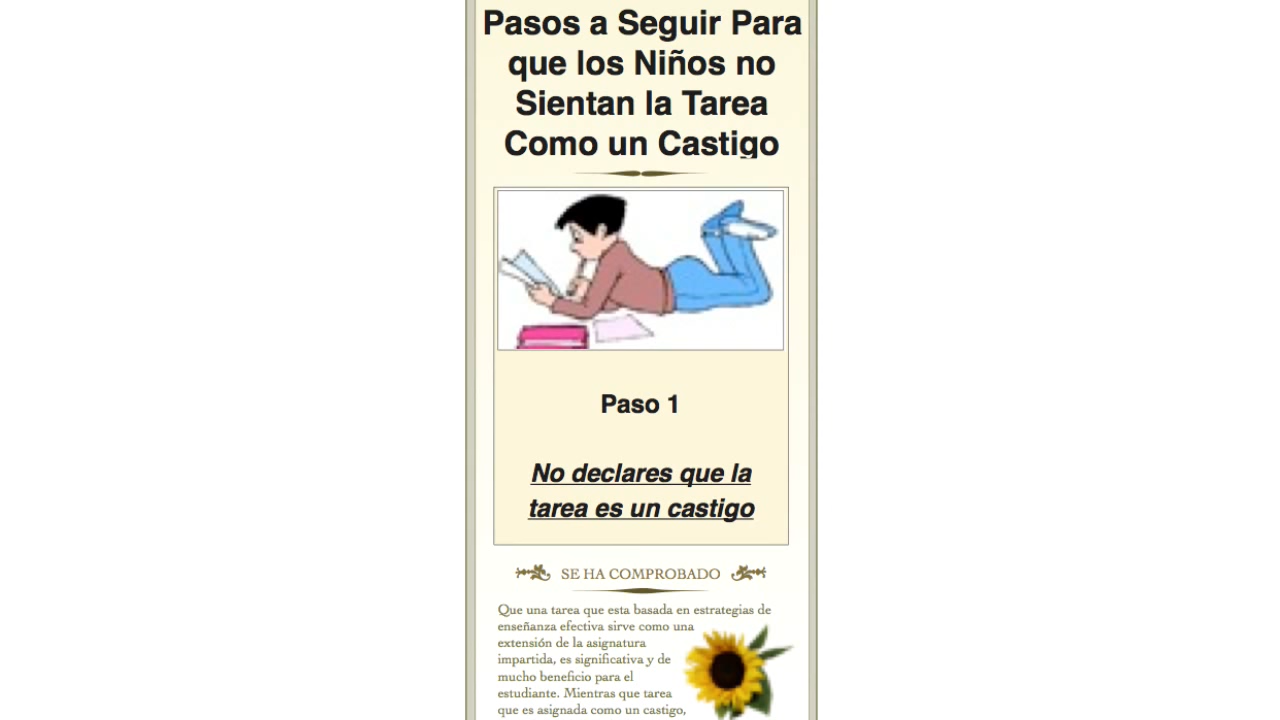 Pasos a Seguir Para
que los Niños no
Sientan la Tarea
Como un Castigo
Paso 1
No declares que la
tarea es un castigo
SE HA COMPROBADO
Que una tarea que esta basada en estrategias de
enseñanza efectiva sirve como una
extensión de la asignatura
impartida, es significativa y de
mucho beneficio para el
estudiante. Mientras que tarea
que es asignada como un castigo,